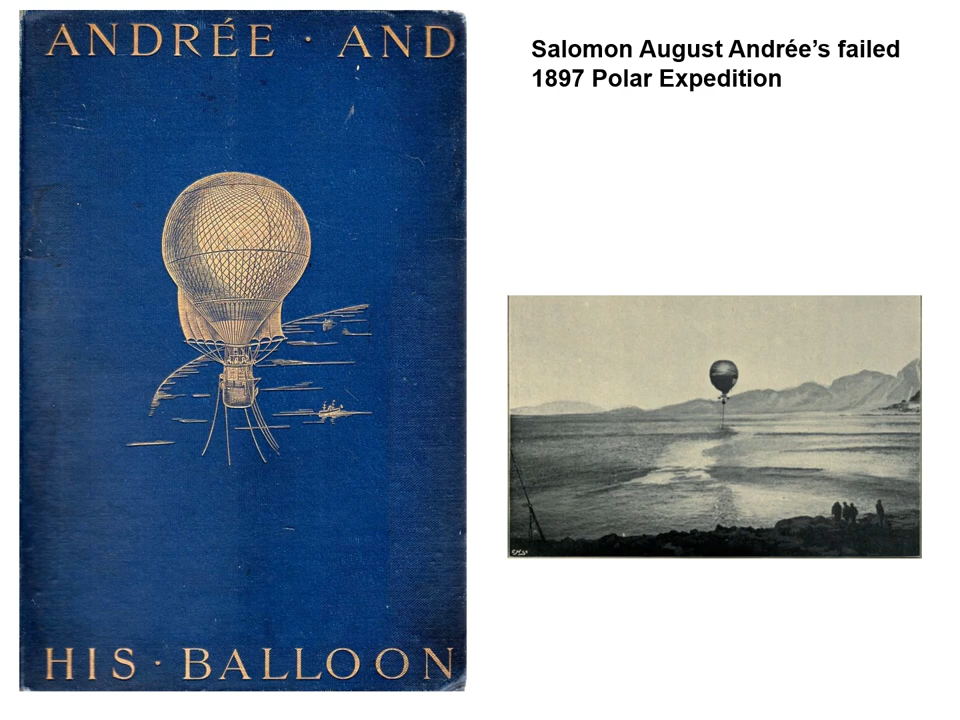 ANDRÉE · AND
HIS · BALLOON
Salomon August Andrée’s failed
1897 Polar Expedition